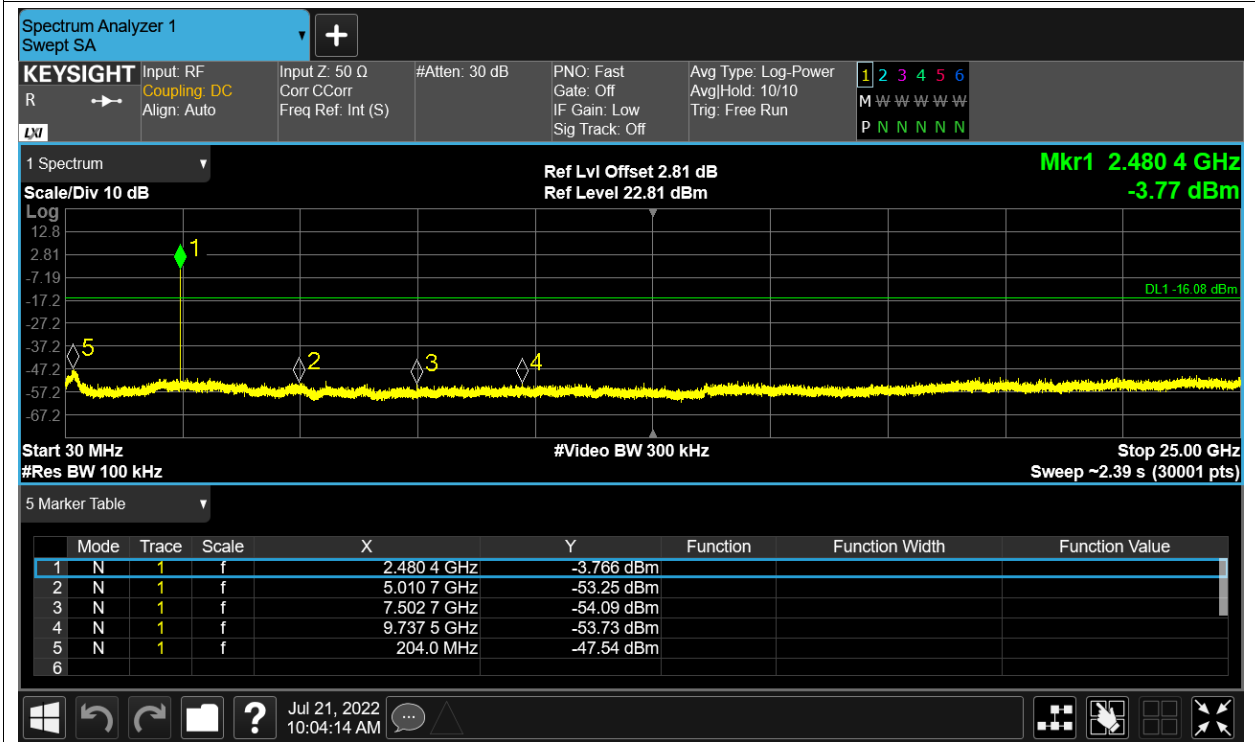 Spectrum Analyzer 1
Swept SA
+
KEYSIGHT Input: RF Input Z: 50 Ω #Atten: 30 dB PNO: Fast Avg Type: Log-Power 1 2 3 4 5 6
R Coupling: DC Corr CCorr Gate: Off Avg|Hold: 10/10 M W W W W W
Align: Auto Freq Ref: Int (S) IF Gain: Low Trig: Free Run
LXI Sig Track: Off P N N N N N
1 Spectrum Ref Lvl Offset 2.81 dB Mkr1 2.480 4 GHz
Scale/Div 10 dB Ref Level 22.81 dBm -3.77 dBm
Log
12.8
1
2.81
-7.19
DL1 -16.08 dBm
-17.2
-27.2
-37.2
5
2 3 4
-47.2
-57.2
-67.2
Start 30 MHz #Video BW 300 kHz Stop 25.00 GHz
#Res BW 100 kHz Sweep ~2.39 s (30001 pts)
5 Marker Table
Mode Trace Scale X Y Function Function Width Function Value
1 N 1 f 2.480 4 GHz -3.766 dBm
2 N 1 f 5.010 7 GHz -53.25 dBm
3 N 1 f 7.502 7 GHz -54.09 dBm
4 N 1 f 9.737 5 GHz -53.73 dBm
5 N 1 f 204.0 MHz -47.54 dBm
6
? Jul 21, 2022
10:04:14 AM